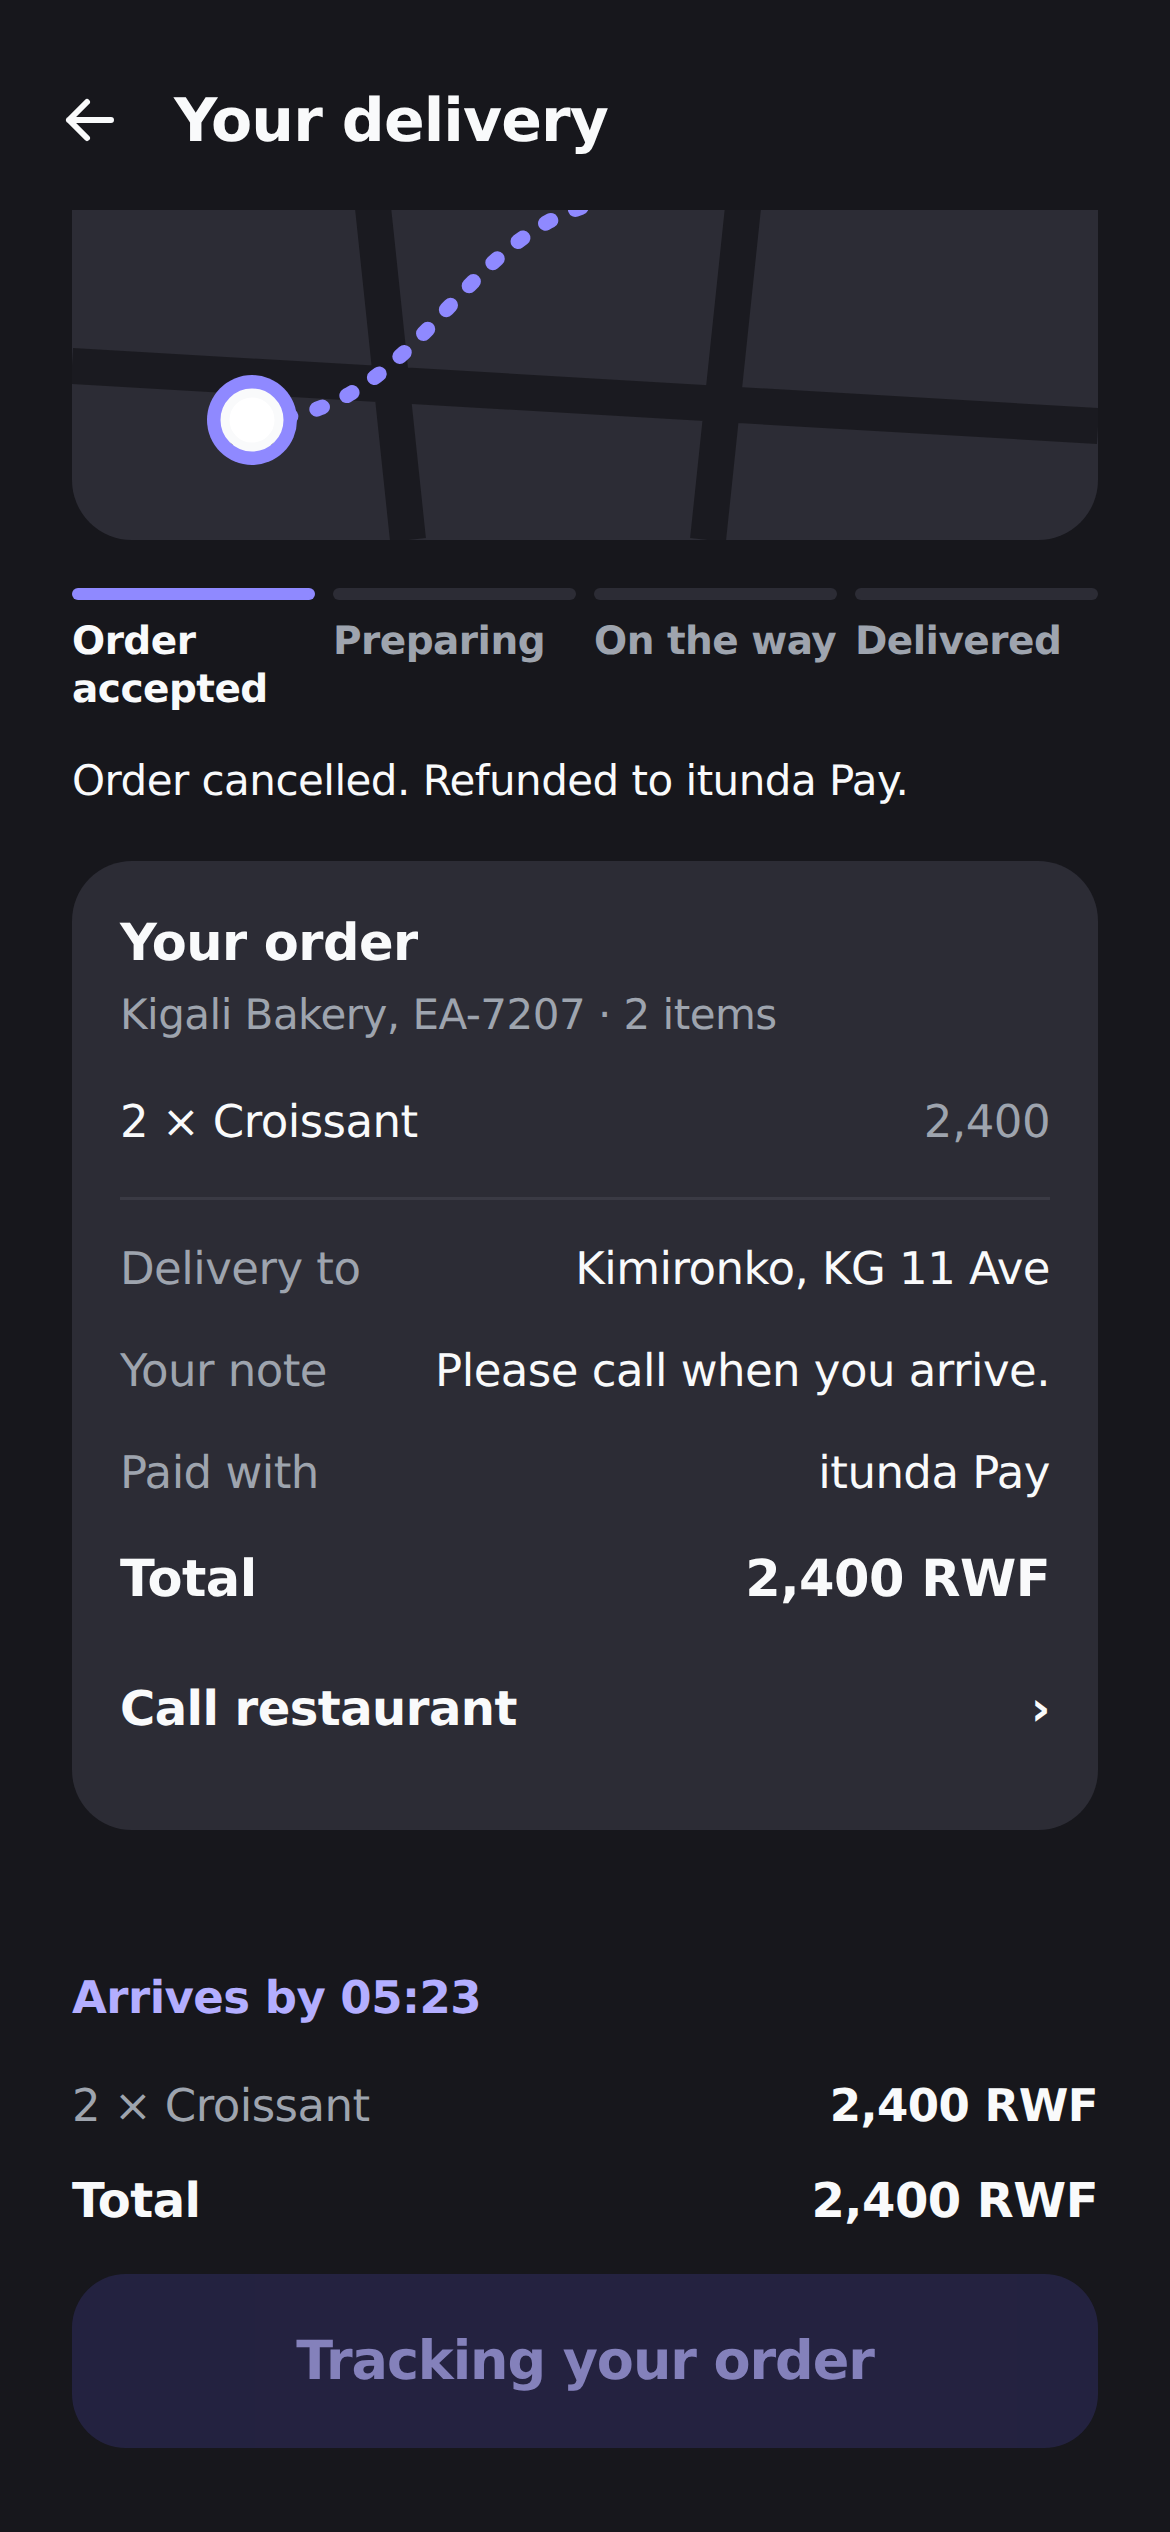 Your delivery
Order accepted
Preparing
On the way
Delivered
Order cancelled. Refunded to itunda Pay.
Your order
Kigali Bakery, EA-7207 · 2 items
2 × Croissant 2,400
Delivery to Kimironko, KG 11 Ave
Your note Please call when you arrive.
Paid with itunda Pay
Total 2,400 RWF
Call restaurant ›
Arrives by 05:23
2 × Croissant 2,400 RWF
Total 2,400 RWF
Tracking your order